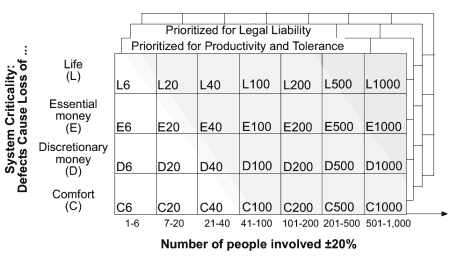 Prioritized for Legal Liability
Prioritized for Productivity and Tolerance
System Criticality:
Defects Cause Loss of ...
Life
(L)
L6 L20 L40 L100 L200 L500 L1000
Essential
money
(E)
E6 E20 E40 E100 E200 E500 E1000
Discretionary
money
(D)
D6 D20 D40 D100 D200 D500 D1000
Comfort
(C)
C6 C20 C40 C100 C200 C500 C1000
1-6 7-20 21-40 41-100 101-200 201-500 501-1,000
Number of people involved ±20%